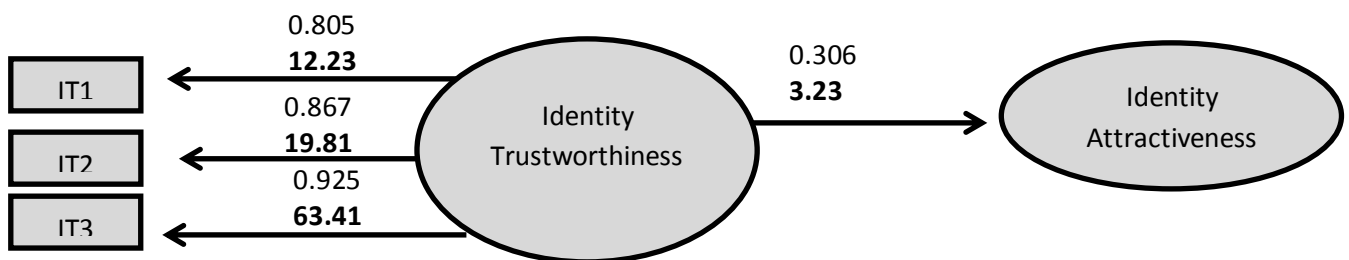 0.805
12.23
IT1
0.867
19.81
IT2
0.925
63.41
IT3
Identity
Trustworthiness
0.306
3.23
Identity
Attractiveness